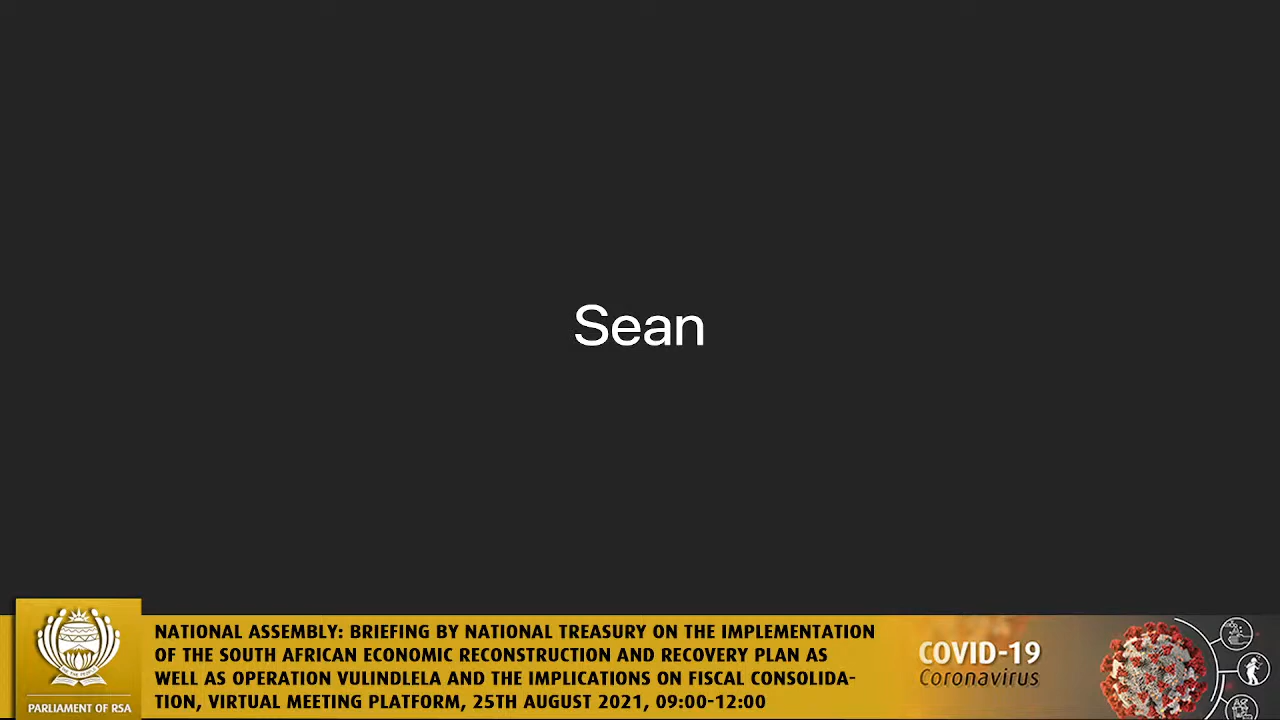 Sean
NATIONAL ASSEMBLY: BRIEFING BY NATIONAL TREASURY ON THE IMPLEMENTATION
OF THE SOUTH AFRICAN ECONOMIC RECONSTRUCTION AND RECOVERY PLAN AS
WELL AS OPERATION VULINDLELA AND THE IMPLICATIONS ON FISCAL CONSOLIDA-
TION, VIRTUAL MEETING PLATFORM, 25TH AUGUST 2021, 09:00-12:00
PARLIAMENT OF RSA
COVID-19
Coronavirus